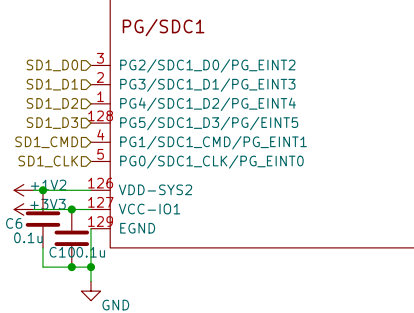 PG/SDC1
SD1_D0 3 PG2/SDC1_D0/PG_EINT2
SD1_D1 2 PG3/SDC1_D1/PG_EINT3
SD1_D2 1 PG4/SDC1_D2/PG_EINT4
SD1_D3 128 PG5/SDC1_D3/PG/EINT5
SD1_CMD 4 PG1/SDC1_CMD/PG_EINT1
SD1_CLK 5 PG0/SDC1_CLK/PG_EINT0
+1V2 126 VDD-SYS2
+3V3 127 VCC-IO1
C6 129 EGND
0.1u
C10 0.1u
GND